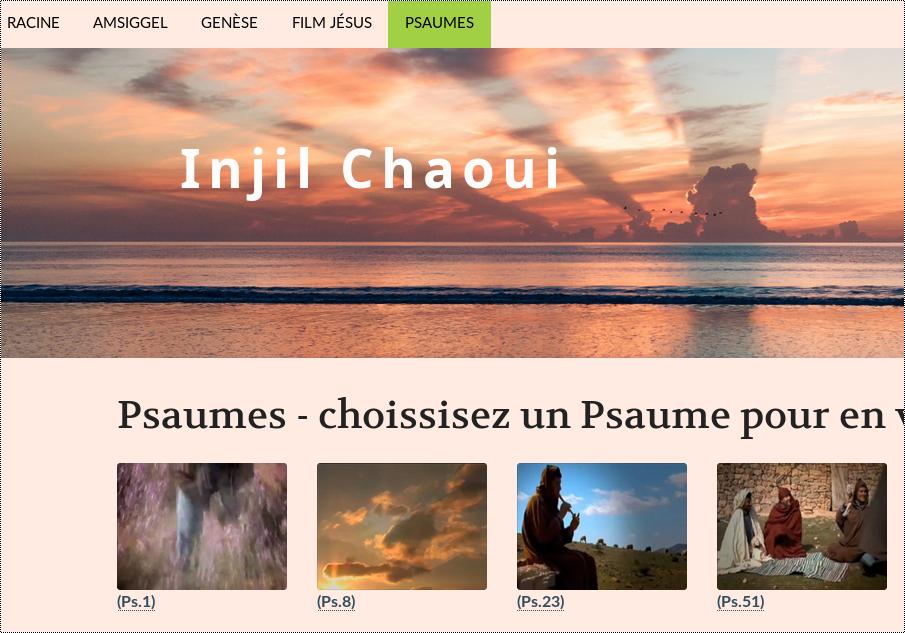 RACINE AMSIGGEL GENÈSE FILM JÉSUS PSAUMES
Injil Chaoui
Psaumes - choissisez un Psaume pour en
(Ps.1) (Ps.8) (Ps.23) (Ps.51)